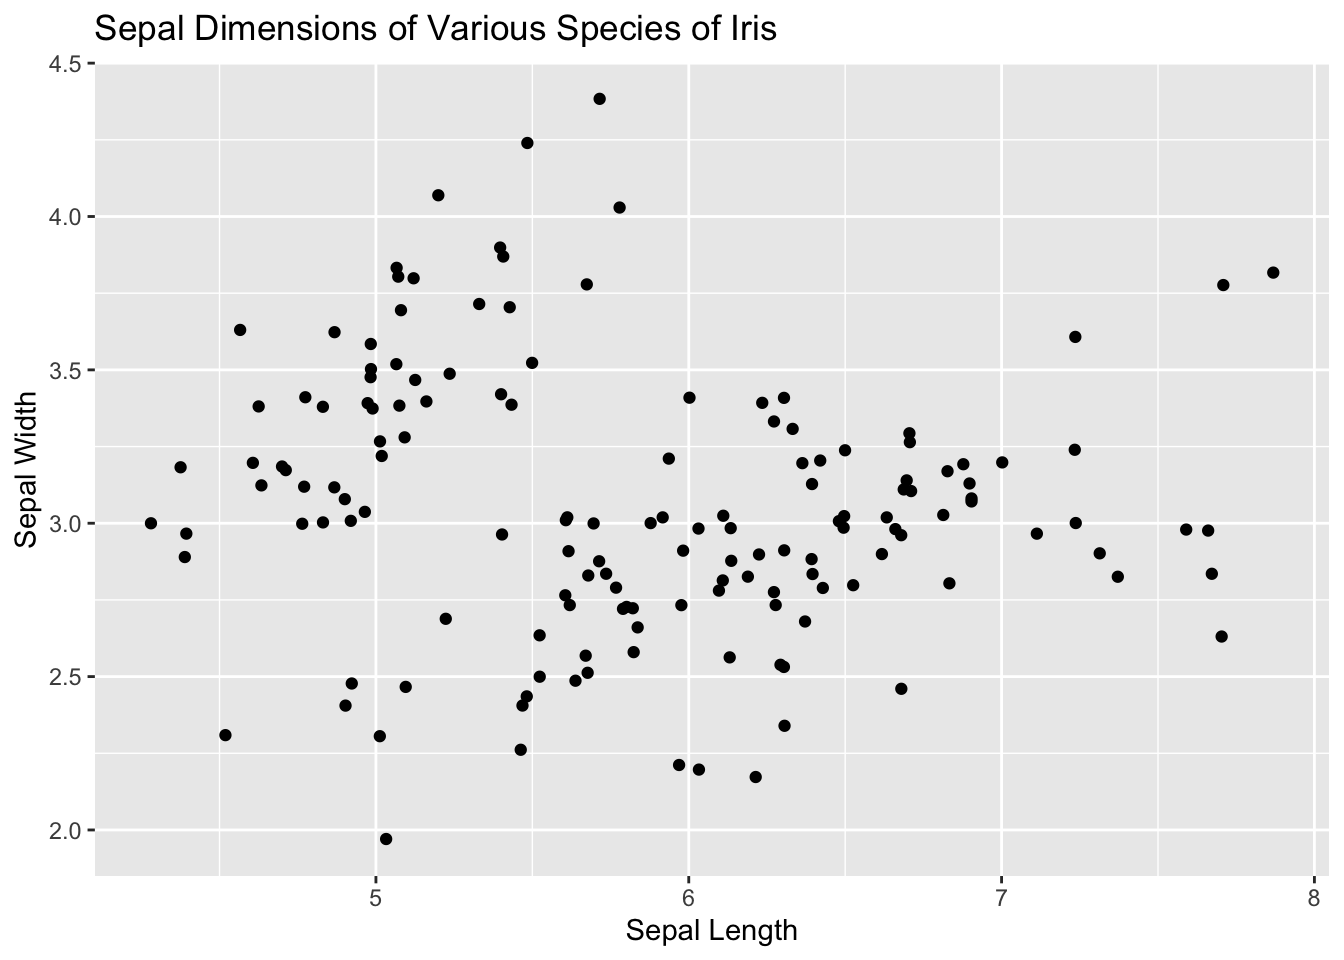 Sepal Dimensions of Various Species of Iris
4.5
4.0
3.5
3.0
2.5
2.0
Sepal Width
5 6 7 8
Sepal Length